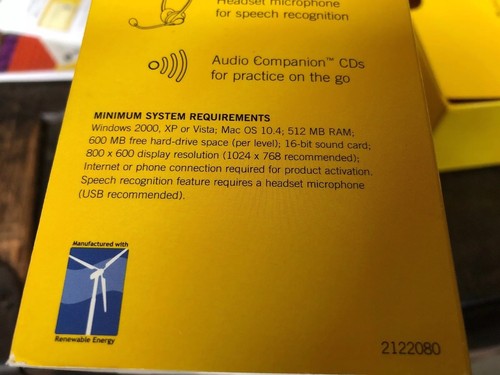 Headset microphone
for speech recognition
Audio Companion™ CDs
for practice on the go
MINIMUM SYSTEM REQUIREMENTS
Windows 2000, XP or Vista; Mac OS 10.4; 512 MB RAM;
600 MB free hard-drive space (per level); 16-bit sound card;
800 x 600 display resolution (1024 x 768 recommended);
Internet or phone connection required for product activation.
Speech recognition feature requires a headset microphone
(USB recommended).
Manufactured with
Renewable Energy
2122080